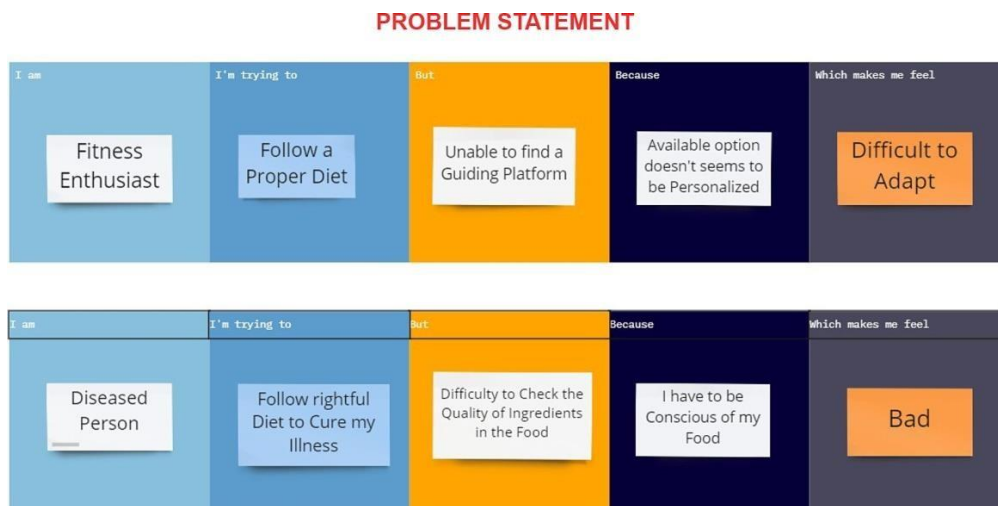 PROBLEM STATEMENT
I am
I'm trying to
But
Because
Which makes me feel
Fitness
Enthusiast
Follow a
Proper Diet
Unable to find a
Guiding Platform
Available option
doesn't seems to
be Personalized
Difficult to
Adapt
I am
I'm trying to
But
Because
Which makes me feel
Diseased
Person
Follow rightful
Diet to Cure my
Illness
Difficulty to Check the
Quality of Ingredients
in the Food
I have to be
Conscious of my
Food
Bad